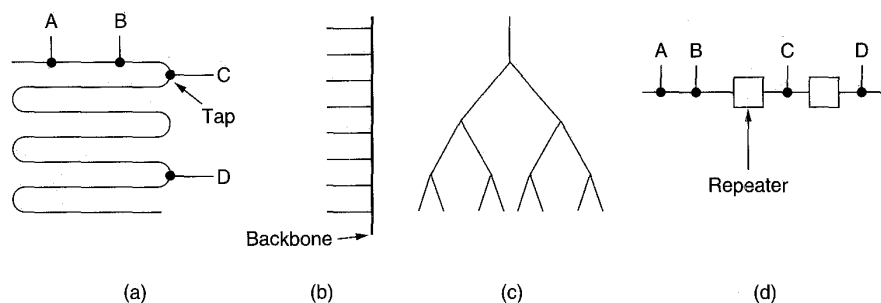 A B
C
Tap
D
Backbone
A B C D
Repeater
(a) (b) (c) (d)